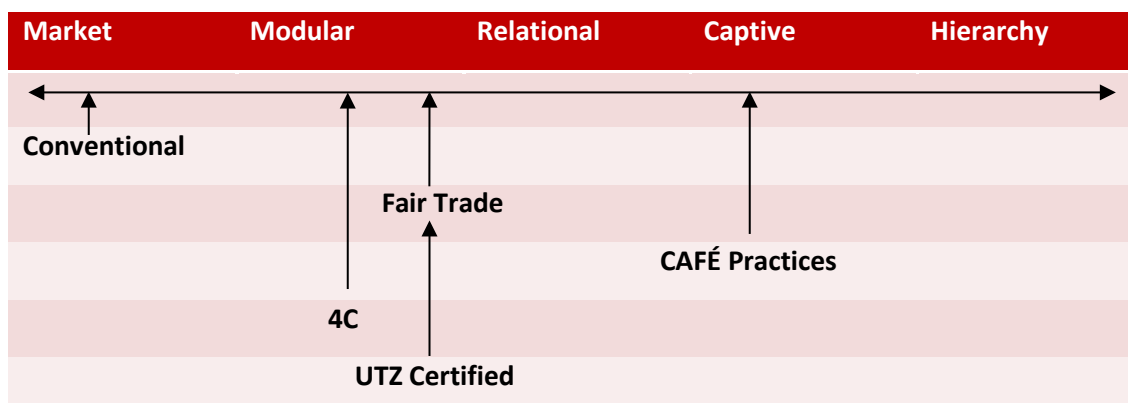 Market Modular Relational Captive Hierarchy
Conventional
Fair Trade
CAFÉ Practices
4C
UTZ Certified